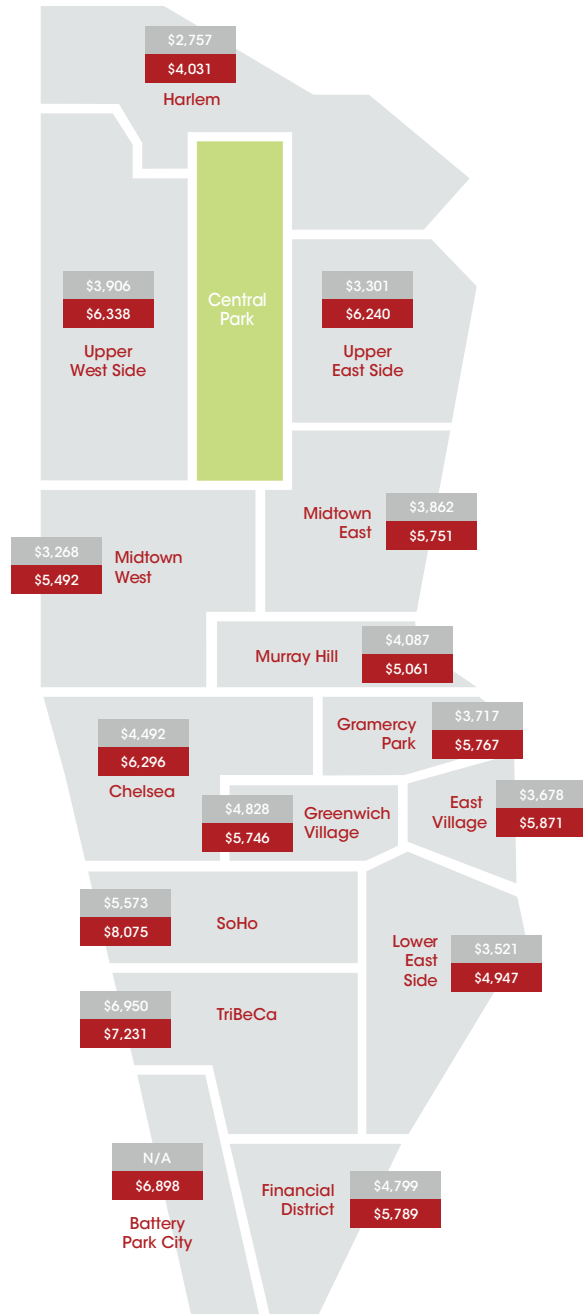 $2,757
$4,031
Harlem
$3,906
$6,338
Upper
West Side
Central
Park
$3,301
$6,240
Upper
East Side
Midtown
East
$3,862
$5,751
$3,268
$5,492
Midtown
West
Murray Hill
$4,087
$5,061
Gramercy
Park
$3,717
$5,767
$4,492
$6,296
Chelsea
$4,828
$5,746
Greenwich
Village
East
Village
$3,678
$5,871
$5,573
$8,075
SoHo
Lower
East
Side
$3,521
$4,947
$6,950
$7,231
TriBeCa
N/A
$6,898
Battery
Park City
Financial
District
$4,799
$5,789